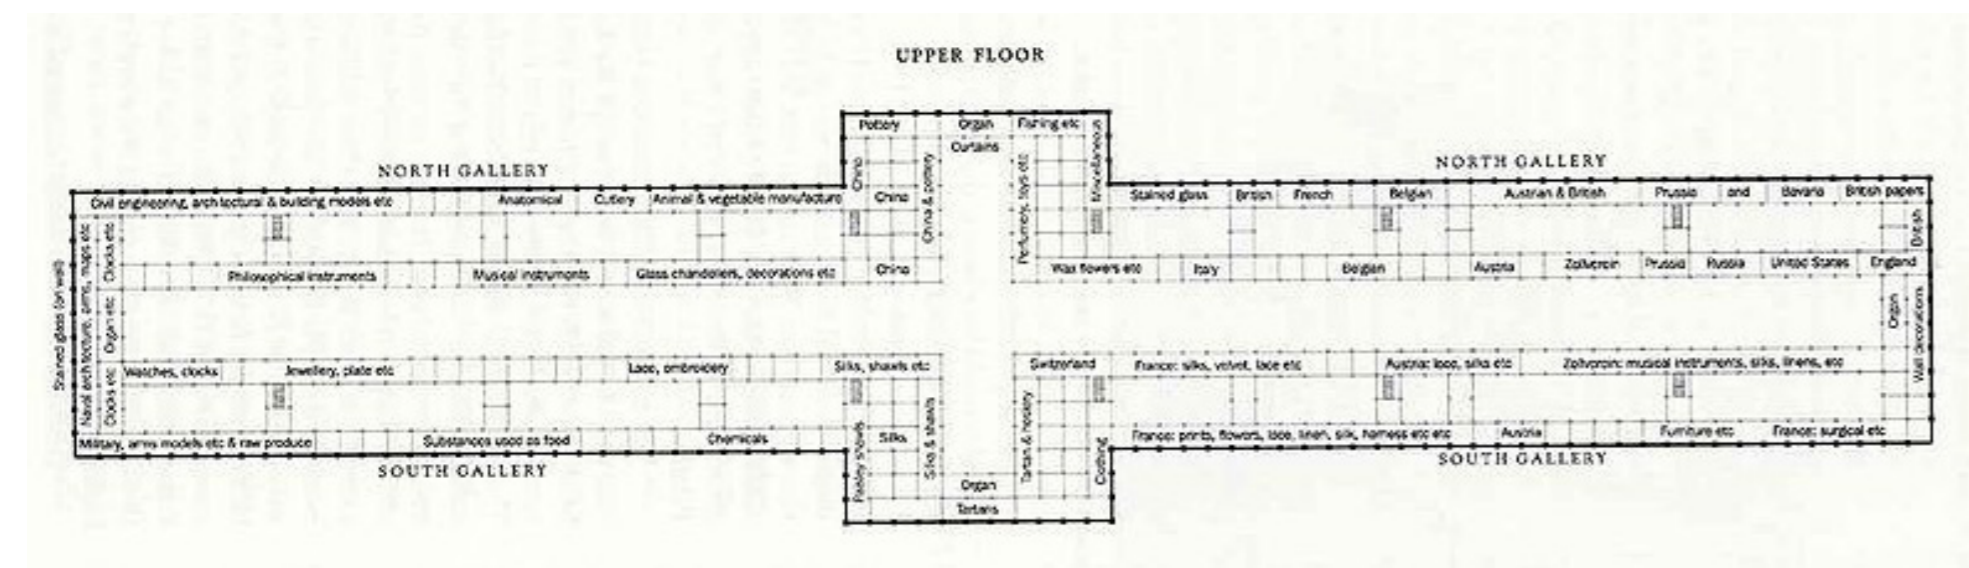 UPPER FLOOR
Pottery
Organ
Fishing etc
Curtains
China
China
China & pottery
China
Perfumery, toys etc
Miscellaneous
Wax flowers etc
NORTH GALLERY
Civil engineering, architectural & building models etc
Anatomical
Cutlery
Animal & vegetable manufacture
Philosophical instruments
Musical instruments
Glass chandeliers, decorations etc
Stained glass (on wall)
Naval architecture, gems, maps etc
Clocks etc
Organ etc
Clocks etc
NORTH GALLERY
Stained glass
British
French
Belgian
Austrian & British
Prussia
and
Bavaria
British papers
British
Italy
Belgian
Austria
Zollverein
Prussia
Russia
United States
England
Organ
Wall decorations
Watches, clocks
Jewellery, plate etc
Lace, embroidery
Silks, shawls etc
Military, arms models etc & raw produce
Substances used as food
Chemicals
SOUTH GALLERY
Paisley shawls
Silks
Silks & shawls
Organ
Tartans
Switzerland
Tartan & hosiery
Clothing
France: silks, velvet, lace etc
Austria: lace, silks etc
Zollverein: musical instruments, silks, linens, etc
France: prints, flowers, lace, linen, silk, harness etc etc
Austria
Furniture etc
France: surgical etc
SOUTH GALLERY